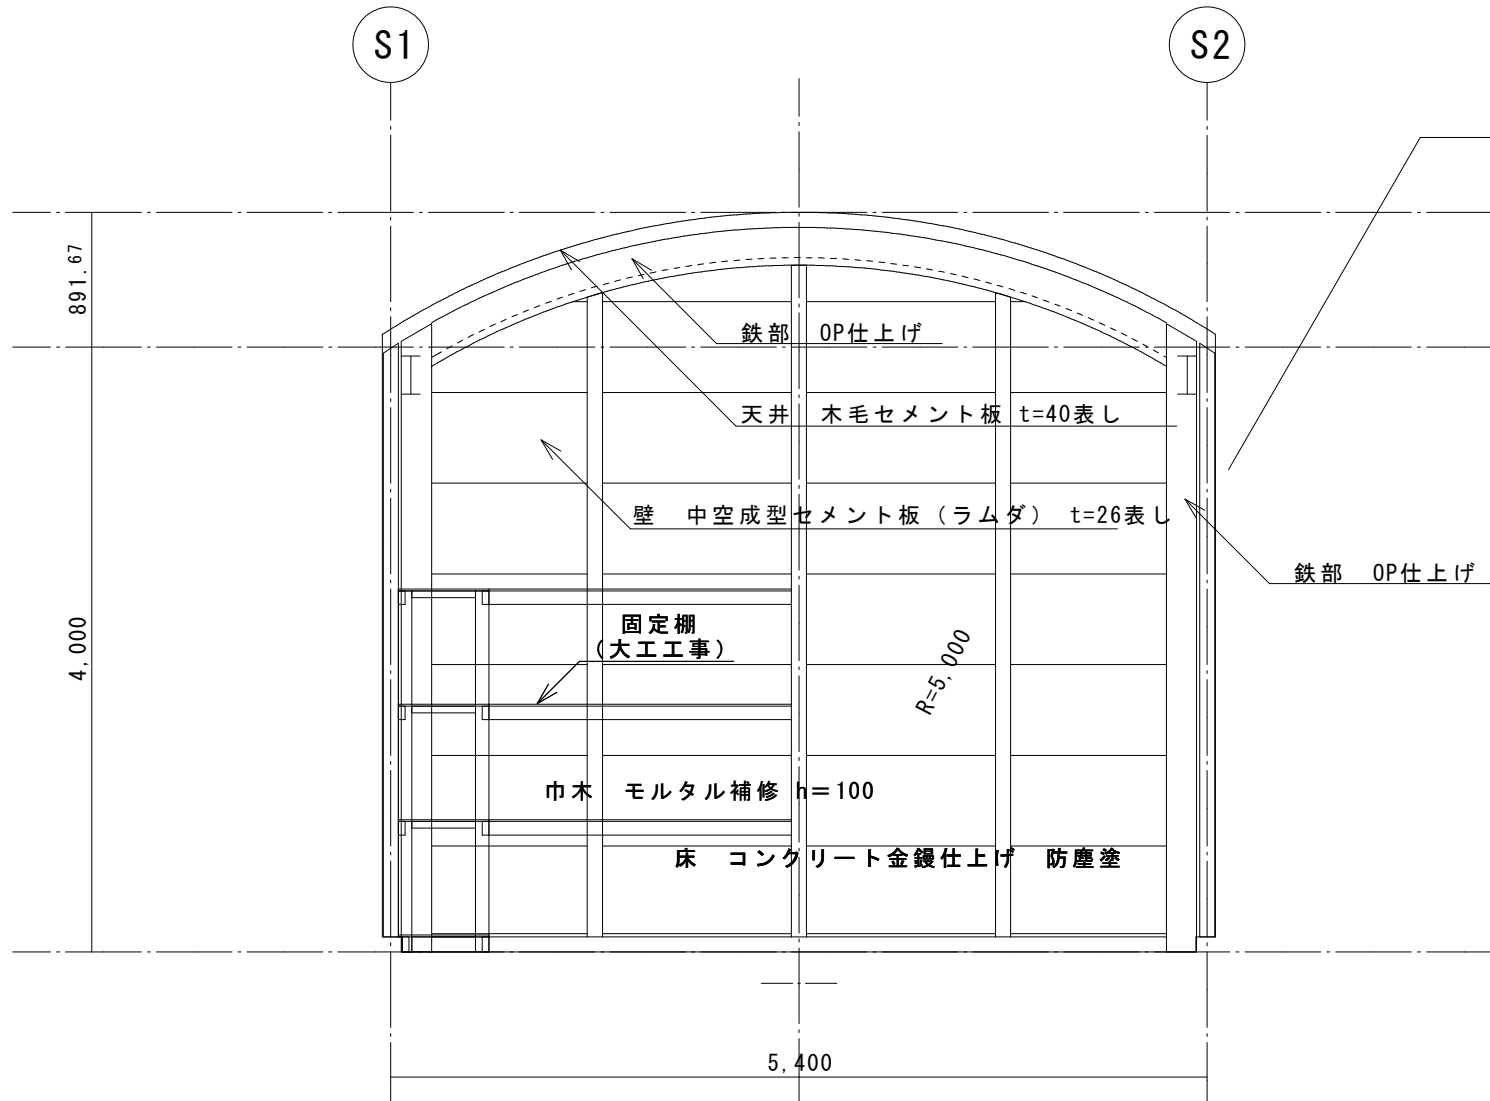 S1
S2
891.67
鉄部　OP仕上げ
天井　木毛セメント板 t=40表し
壁　中空成型セメント板（ラムダ） t=26表し
鉄部　OP仕上げ
固定棚
（大工工事）
4,000
R=5,000
巾木　モルタル補修 h＝100
床　コンクリート金鏝仕上げ　防塵塗
5,400